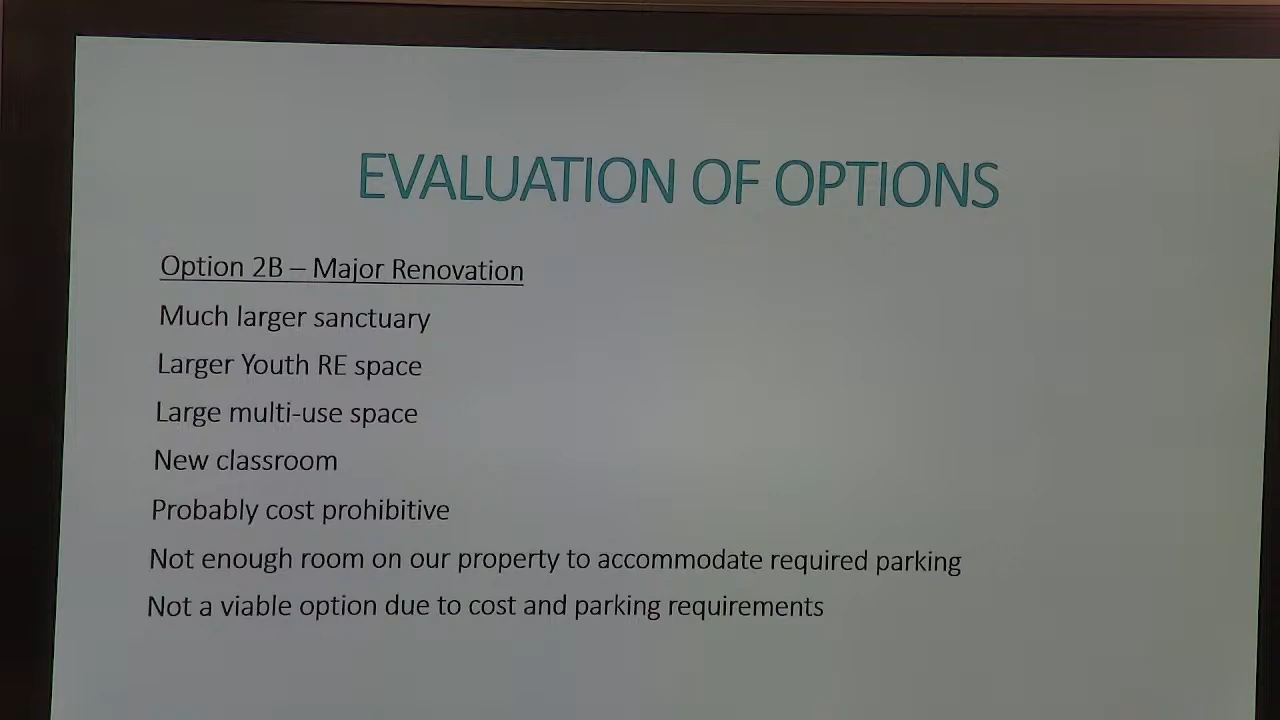 EVALUATION OF OPTIONS
Option 2B – Major Renovation
Much larger sanctuary
Larger Youth RE space
Large multi-use space
New classroom
Probably cost prohibitive
Not enough room on our property to accommodate required parking
Not a viable option due to cost and parking requirements